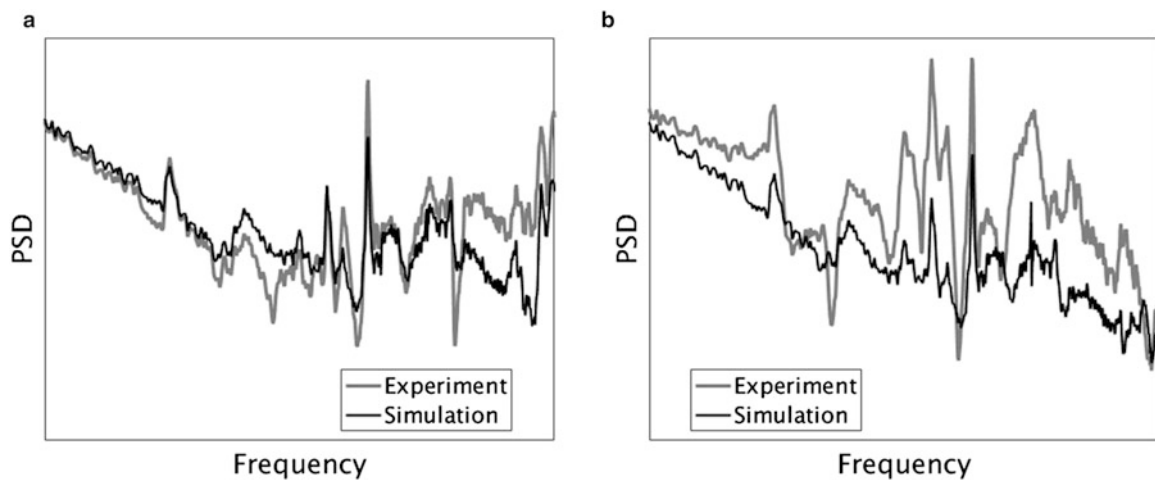 a
PSD
Experiment
Simulation
Frequency
b
PSD
Experiment
Simulation
Frequency